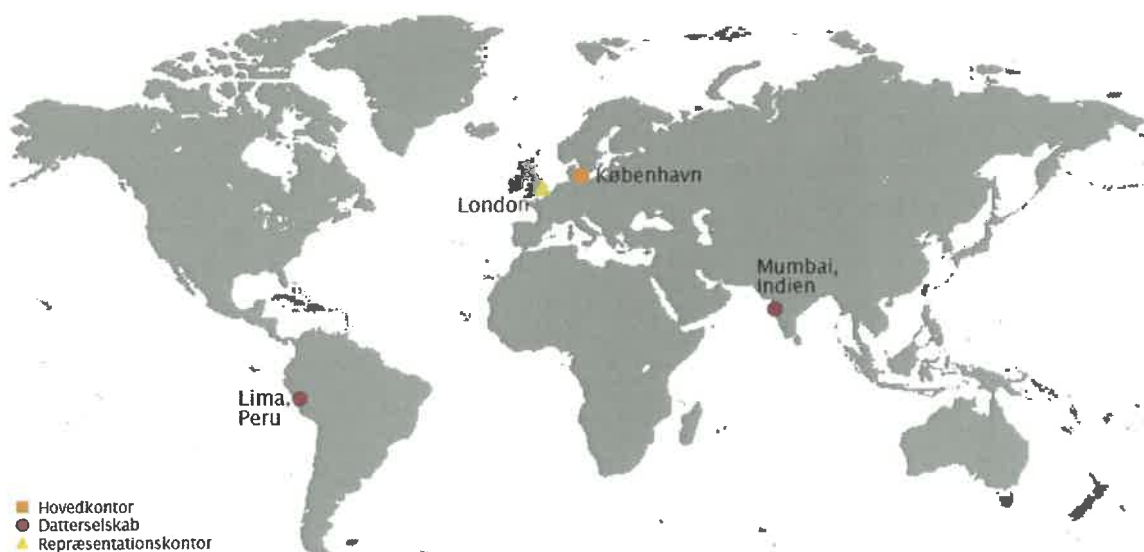 København
London
Mumbai,
Indien
Lima,
Peru
Hovedkontor
Datterselskab
Repræsentationskontor